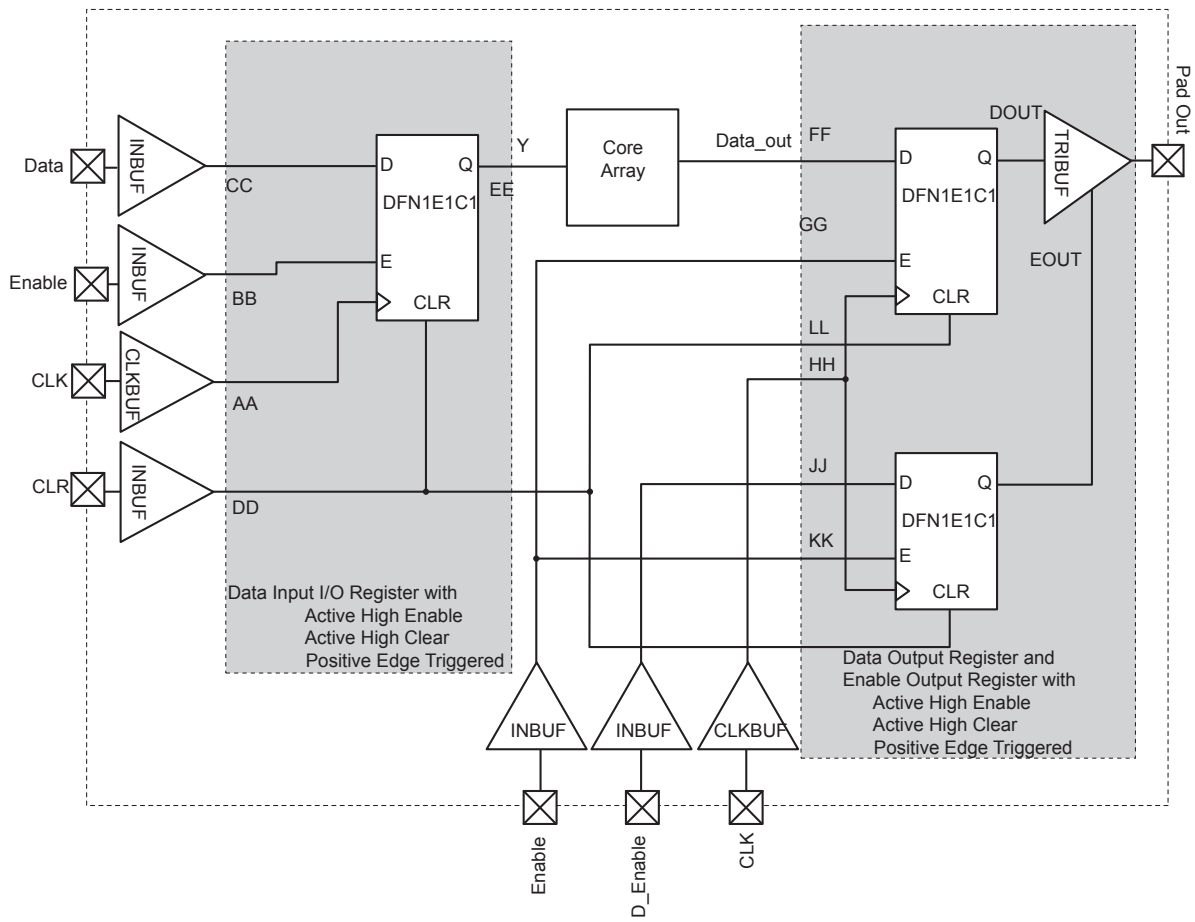 Data
INBUF
CC
Enable
INBUF
BB
CLK
CLKBUF
AA
CLR
INBUF
DD
D
Q
DFN1E1C1
E
CLR
Y
EE
Data Input I/O Register with
Active High Enable
Active High Clear
Positive Edge Triggered
Core
Array
Data_out
FF
GG
LL
HH
JJ
KK
D
Q
DFN1E1C1
E
CLR
DOUT
TRIBUF
EOUT
Pad Out
D
Q
DFN1E1C1
E
CLR
Data Output Register and
Enable Output Register with
Active High Enable
Active High Clear
Positive Edge Triggered
INBUF
INBUF
CLKBUF
Enable
D_Enable
CLK